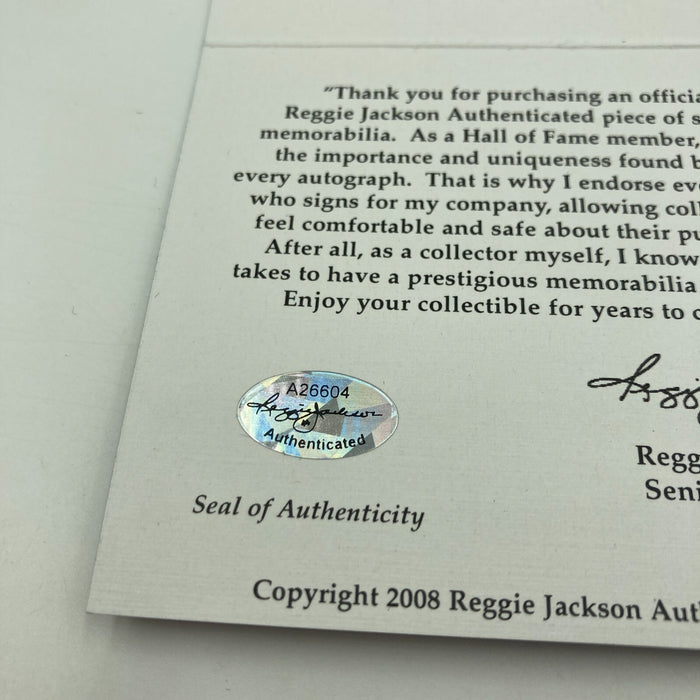 "Thank you for purchasing an officia
Reggie Jackson Authenticated piece of s
memorabilia. As a Hall of Fame member,
the importance and uniqueness found b
every autograph. That is why I endorse eve
who signs for my company, allowing coll
feel comfortable and safe about their pu
After all, as a collector myself, I know
takes to have a prestigious memorabilia
Enjoy your collectible for years to c
A26604
Reggie Jackson
Authenticated
Regg
Seni
Seal of Authenticity
Copyright 2008 Reggie Jackson Aut